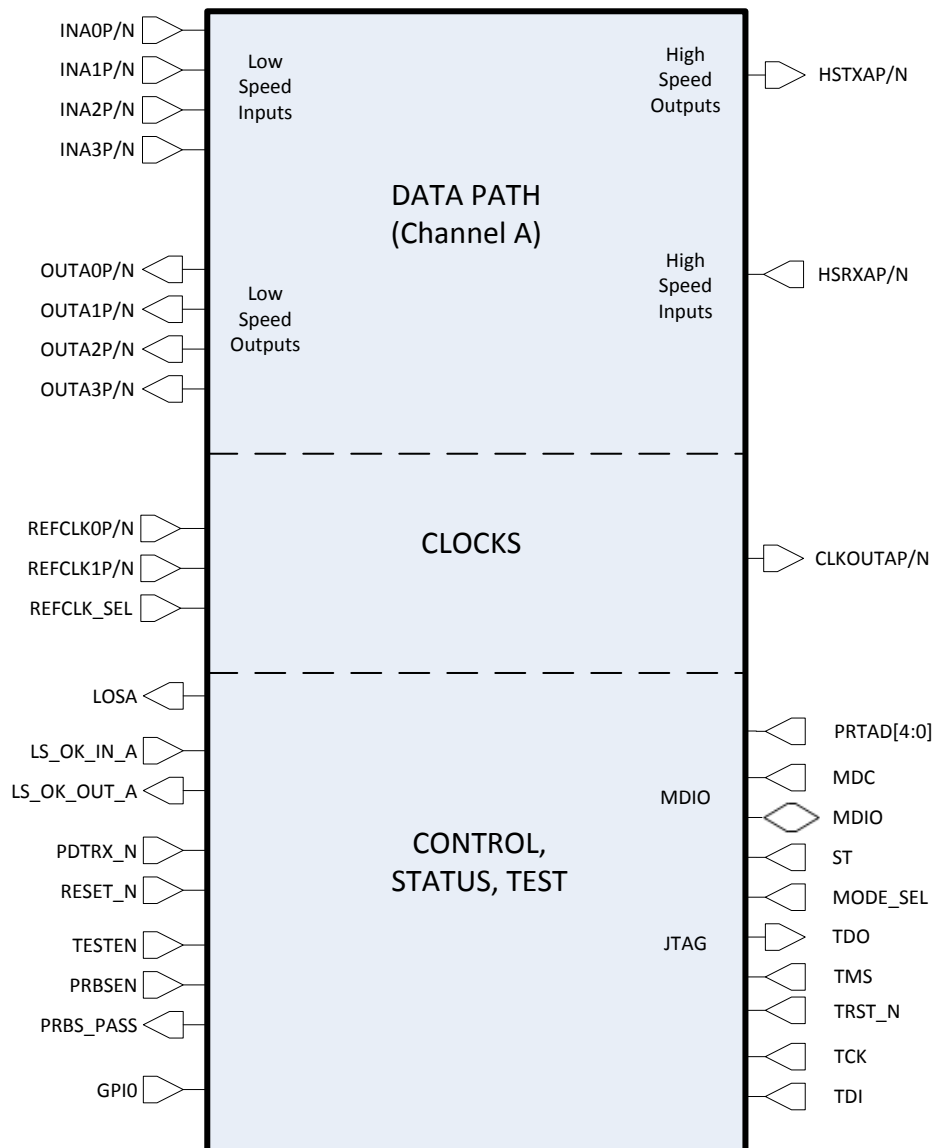 INA0P/N
INA1P/N
INA2P/N
INA3P/N
Low
Speed
Inputs
High
Speed
Outputs
HSTXAP/N
DATA PATH
(Channel A)
OUTA0P/N
OUTA1P/N
OUTA2P/N
OUTA3P/N
Low
Speed
Outputs
High
Speed
Inputs
HSRXAP/N
REFCLK0P/N
REFCLK1P/N
REFCLK_SEL
CLOCKS
CLKOUTAP/N
LOSA
LS_OK_IN_A
LS_OK_OUT_A
PDTRX_N
RESET_N
TESTEN
PRBSEN
PRBS_PASS
GPI0
CONTROL,
STATUS, TEST
MDIO
JTAG
PRTAD[4:0]
MDC
MDIO
ST
MODE_SEL
TDO
TMS
TRST_N
TCK
TDI